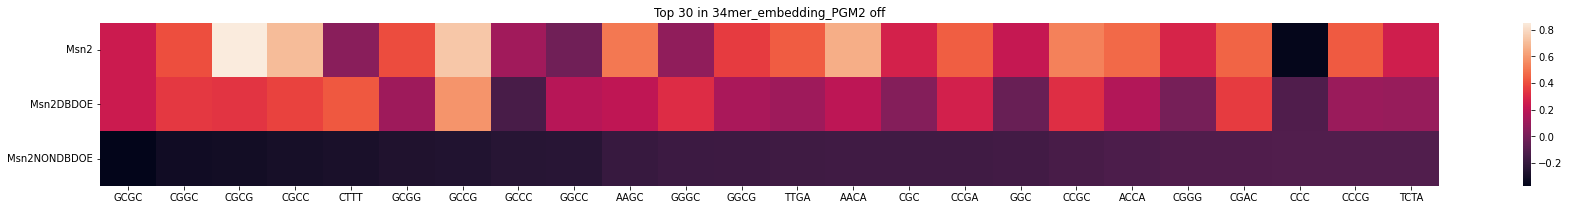 Top 30 in 34mer_embedding_PGM2 off
Msn2
Msn2DBDOE
Msn2NONDBDOE
GCGC CGGC CGCG CGCC CTTT GCGG GCCG GCCC GGCC AAGC GGGC GGCG TTGA AACA CGC CCGA GGC CCGC ACCA CGGG CGAC CCC CCCG TCTA
0.8
0.6
0.4
0.2
0.0
−0.2